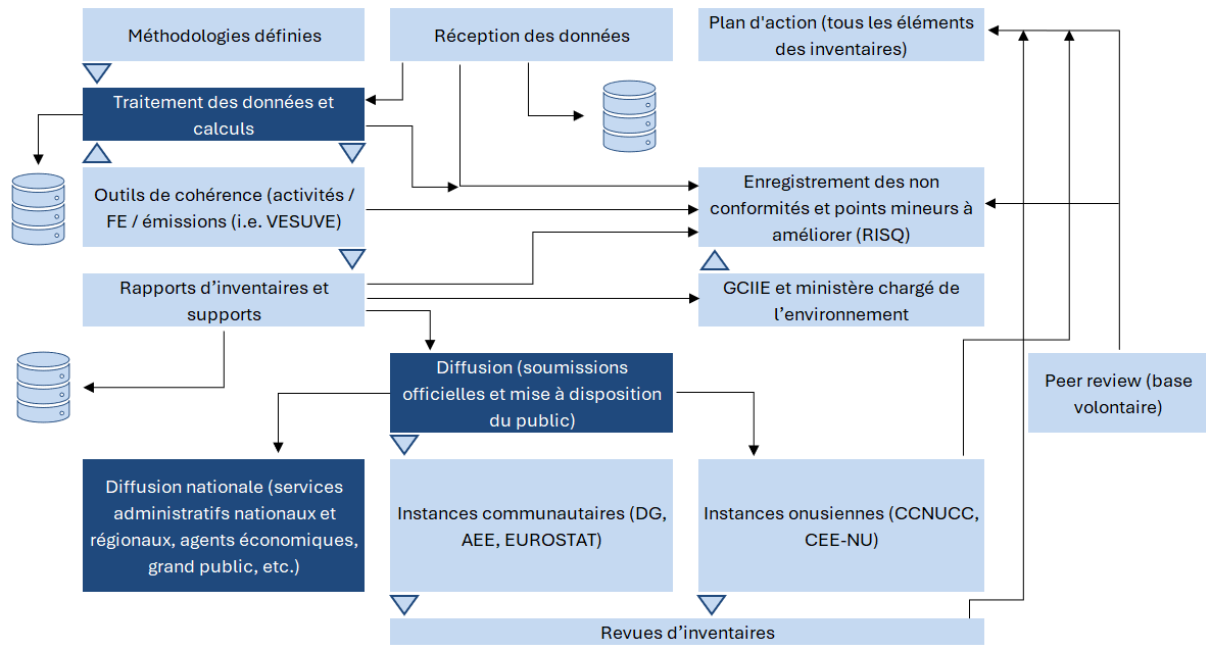 Méthodologies définies
Réception des données
Plan d'action (tous les éléments
des inventaires)
Traitement des données et
calculs
Outils de cohérence (activités /
FE / émissions (i.e. VESUVE)
Enregistrement des non
conformités et points mineurs à
améliorer (RISQ)
Rapports d’inventaires et
supports
GCIIE et ministère chargé de
l’environnement
Diffusion (soumissions
officielles et mise à disposition
du public)
Peer review (base
volontaire)
Diffusion nationale (services
administratifs nationaux et
régionaux, agents économiques,
grand public, etc.)
Instances communautaires (DG,
AEE, EUROSTAT)
Instances onusiennes (CCNUCC,
CEE-NU)
Revues d’inventaires